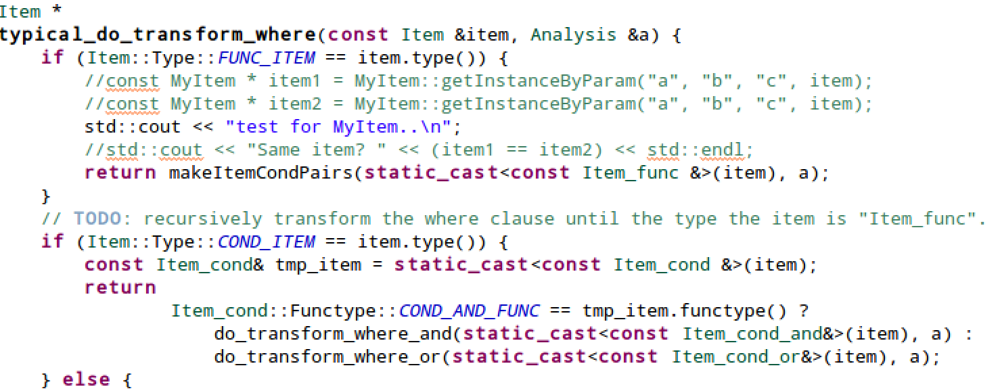 Item *
typical_do_transform_where(const Item &item, Analysis &a) {
    if (Item::Type::FUNC_ITEM == item.type()) {
        //const MyItem * item1 = MyItem::getInstanceByParam("a", "b", "c", item);
        //const MyItem * item2 = MyItem::getInstanceByParam("a", "b", "c", item);
        std::cout << "test for MyItem..\n";
        //std::cout << "Same item? " << (item1 == item2) << std::endl;
        return makeItemCondPairs(static_cast<const Item_func &>(item), a);
    }
    // TODO: recursively transform the where clause until the type the item is "Item_func".
    if (Item::Type::COND_ITEM == item.type()) {
        const Item_cond& tmp_item = static_cast<const Item_cond &>(item);
        return
                Item_cond::Functype::COND_AND_FUNC == tmp_item.functype() ?
                    do_transform_where_and(static_cast<const Item_cond_and&>(item), a) :
                    do_transform_where_or(static_cast<const Item_cond_or&>(item), a);
    } else {